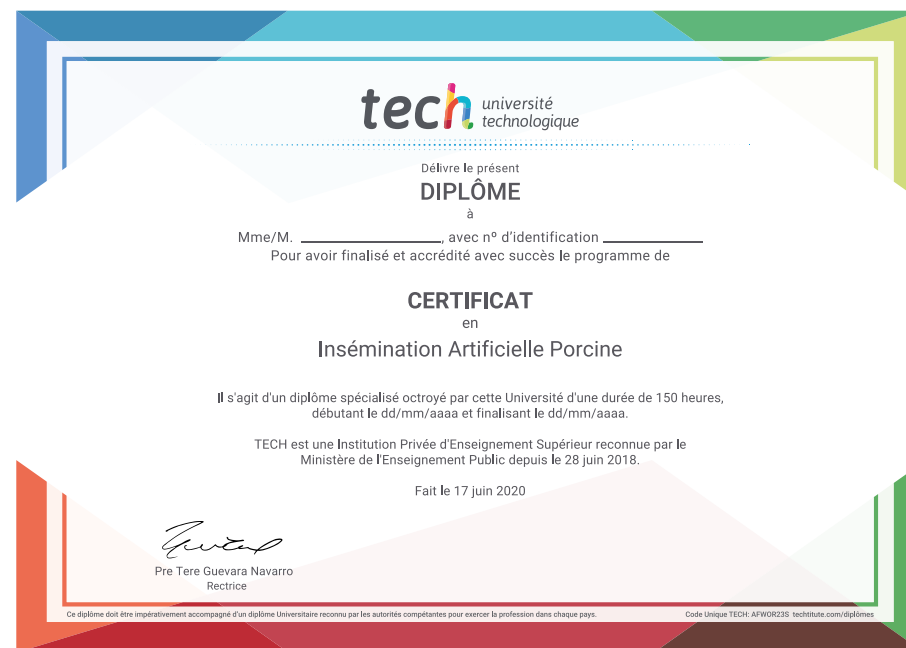 tech université
technologique
Délivre le présent
DIPLÔME
à
Mme/M. ____________________, avec nº d'identification ______________
Pour avoir finalisé et accrédité avec succès le programme de
CERTIFICAT
en
Insémination Artificielle Porcine
Il s'agit d'un diplôme spécialisé octroyé par cette Université d'une durée de 150 heures,
débutant le dd/mm/aaaa et finalisant le dd/mm/aaaa.
TECH est une Institution Privée d'Enseignement Supérieur reconnue par le
Ministère de l'Enseignement Public depuis le 28 juin 2018.
Fait le 17 juin 2020
Pre Tere Guevara Navarro
Rectrice
Ce diplôme doit être impérativement accompagné d'un diplôme Universitaire reconnu par les autorités compétentes pour exercer la profession dans chaque pays.
Code Unique TECH: AFWOR23S techtitute.com/diplômes